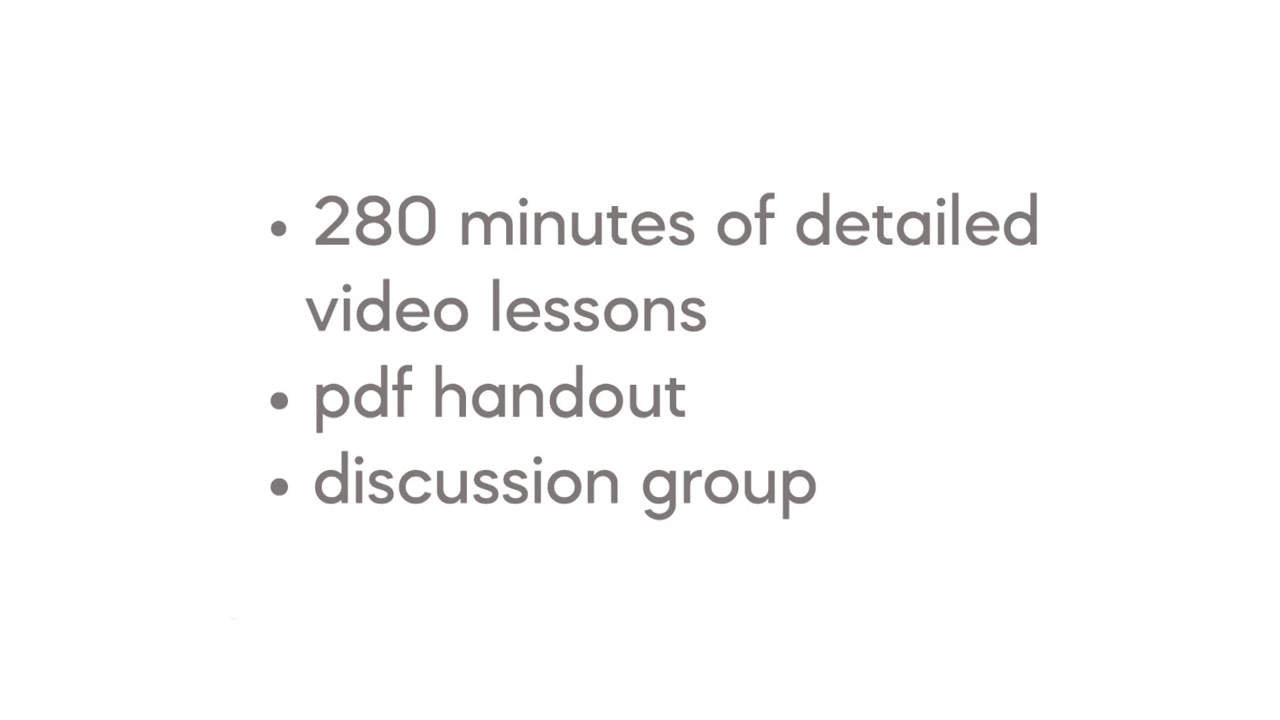 • 280 minutes of detailed
video lessons
• pdf handout
• discussion group